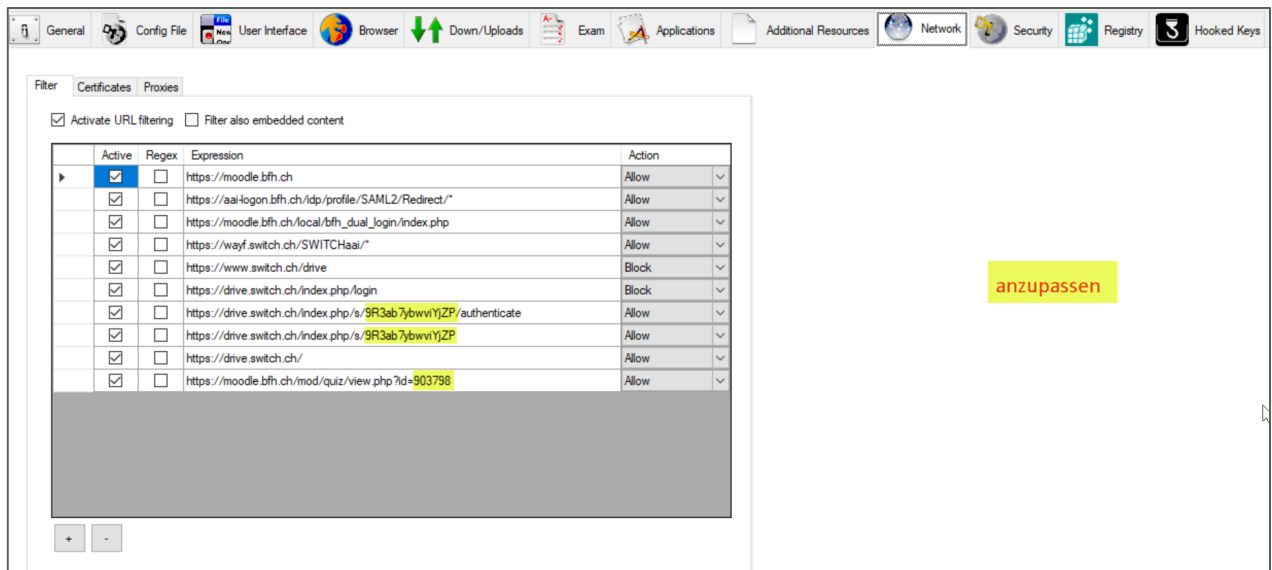 General Config File User Interface Browser Down/Uploads Exam Applications Additional Resources Network Security Registry Hooked Keys
Filter Certificates Proxies
Activate URL filtering Filter also embedded content
Active Regex Expression Action
https://moodle.bfh.ch Allow
https://aai-logon.bfh.ch/idp/profile/SAML2/Redirect/* Allow
https://moodle.bfh.ch/local/bfh_dual_login/index.php Allow
https://wayf.switch.ch/SWITCHaai/* Allow
https://www.switch.ch/drive Block
https://drive.switch.ch/index.php/login Block
anzupassen
https://drive.switch.ch/index.php/s/9R3ab7ybwviYjZP/authenticate Allow
https://drive.switch.ch/index.php/s/9R3ab7ybwviYjZP Allow
https://drive.switch.ch/ Allow
https://moodle.bfh.ch/mod/quiz/view.php?id=903798 Allow
+ -